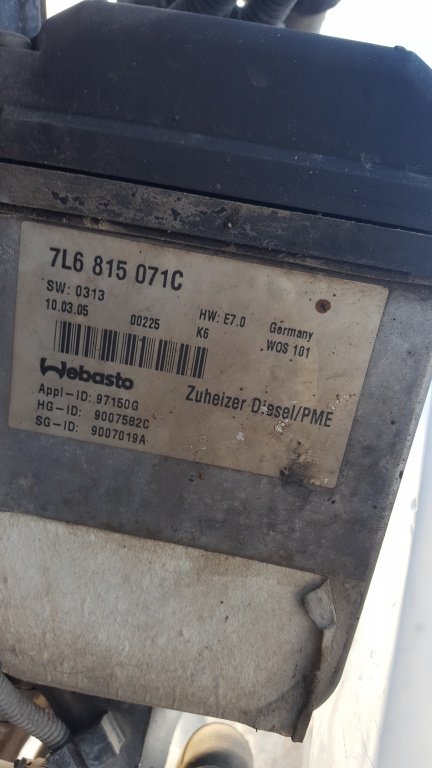 7L6 815 071C
SW: 0313 HW: E7.0 Germany
10.03.05 00225 K6 WOS 101
Webasto
Zuheizer Diesel/PME
Appl-ID: 97150G
HG-ID: 9007582C
SG-ID: 9007019A